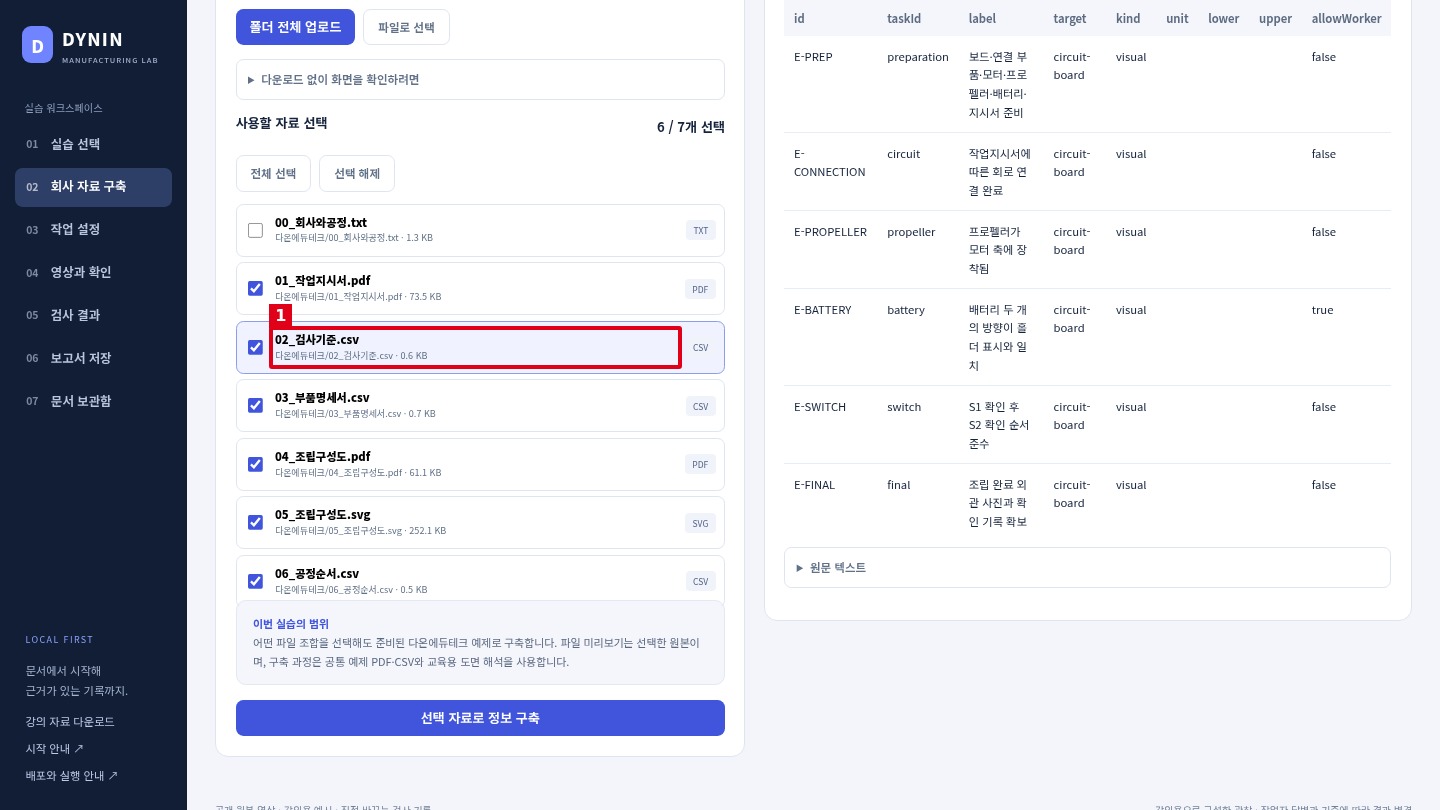 D DYNIN
MANUFACTURING LAB
실습 워크스페이스
01 실습 선택
02 회사 자료 구축
03 작업 설정
04 영상과 확인
05 검사 결과
06 보고서 저장
07 문서 보관함
LOCAL FIRST
문서에서 시작해
근거가 있는 기록까지.
강의 자료 다운로드
시작 안내 ↗
배포와 실행 안내 ↗
폴더 전체 업로드 파일로 선택
▶ 다운로드 없이 화면을 확인하려면
사용할 자료 선택 6 / 7개 선택
전체 선택 선택 해제
00_회사와공정.txt
다온에듀테크/00_회사와공정.txt · 1.3 KB
TXT
01_작업지시서.pdf
다온에듀테크/01_작업지시서.pdf · 73.5 KB
PDF
1
02_검사기준.csv
다온에듀테크/02_검사기준.csv · 0.6 KB
CSV
03_부품명세서.csv
다온에듀테크/03_부품명세서.csv · 0.7 KB
CSV
04_조립구성도.pdf
다온에듀테크/04_조립구성도.pdf · 61.1 KB
PDF
05_조립구성도.svg
다온에듀테크/05_조립구성도.svg · 252.1 KB
SVG
06_공정순서.csv
다온에듀테크/06_공정순서.csv · 0.5 KB
CSV
이번 실습의 범위
어떤 파일 조합을 선택해도 준비된 다온에듀테크 예제로 구축합니다. 파일 미리보기는 선택한 원본이
며, 구축 과정은 공통 예제 PDF·CSV와 교육용 도면 해석을 사용합니다.
선택 자료로 정보 구축
id taskId label target kind unit lower upper allowWorker
E-PREP preparation 보드·연결 부 circuit- visual false
품·모터·프로 board
펠러·배터리·
지시서 준비
E- circuit 작업지시서에 circuit- visual false
CONNECTION 따른 회로 연 board
결 완료
E-PROPELLER propeller 프로펠러가 circuit- visual false
모터 축에 장 board
착됨
E-BATTERY battery 배터리 두 개 circuit- visual true
의 방향이 홀 board
더 표시와 일
치
E-SWITCH switch S1 확인 후 circuit- visual false
S2 확인 순서 board
준수
E-FINAL final 조립 완료 외 circuit- visual false
관 사진과 확 board
인 기록 확보
▶ 원문 텍스트